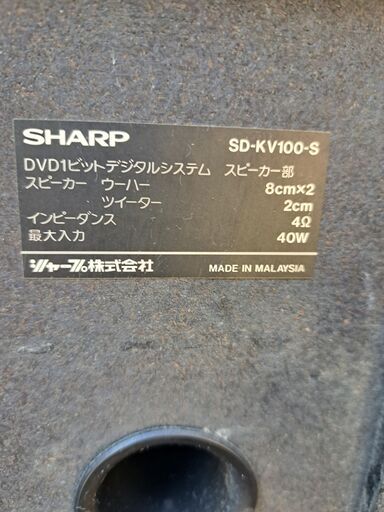 SHARP SD-KV100-S
DVD1ビットデジタルシステム スピーカー部
スピーカー ウーハー 8cm×2
ツイーター 2cm
インピーダンス 4Ω
最大入力 40W
シャープ株式会社 MADE IN MALAYSIA